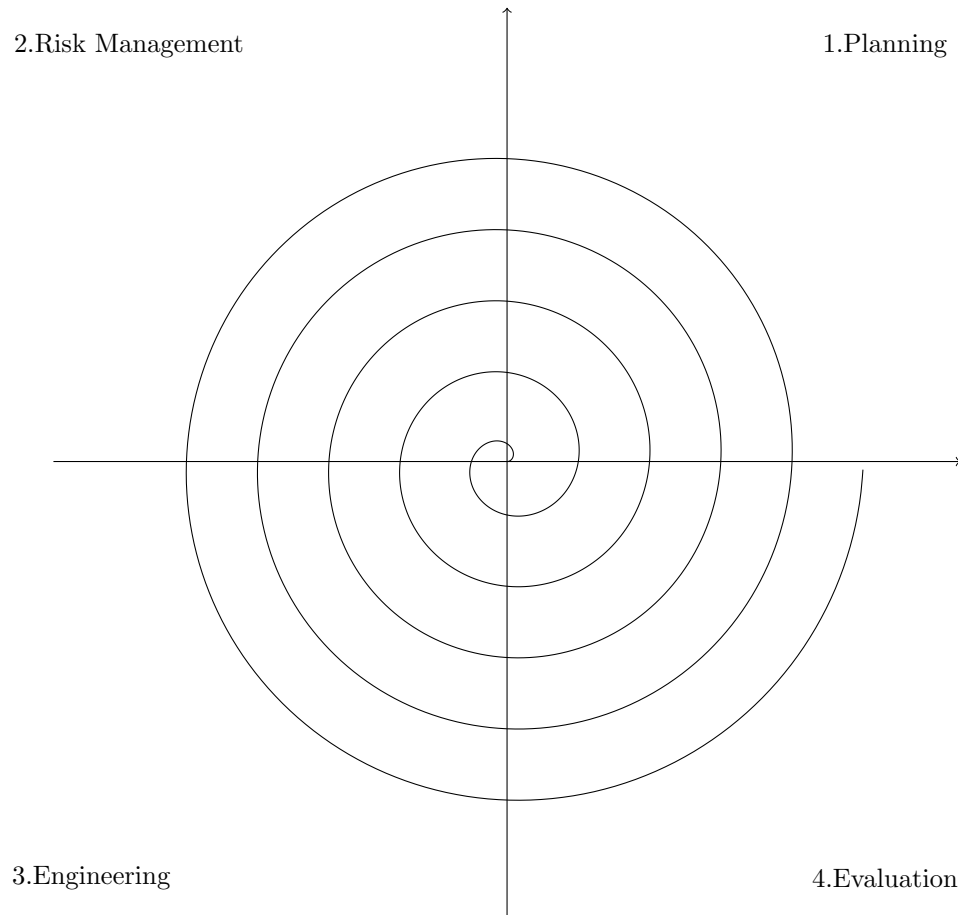 2.Risk Management
1.Planning
3.Engineering
4.Evaluation